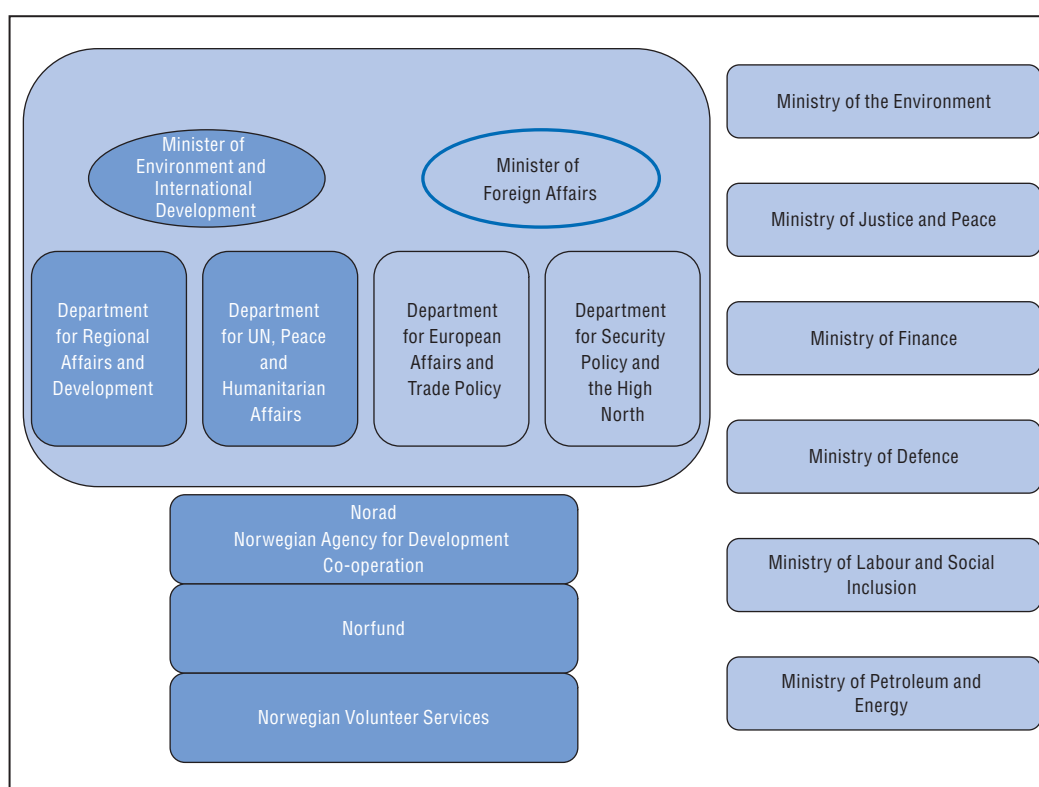 Minister of
Environment and
International
Development
Minister of
Foreign Affairs
Department
for Regional
Affairs and
Development
Department
for UN, Peace
and
Humanitarian
Affairs
Department
for European
Affairs and
Trade Policy
Department
for Security
Policy and
the High
North
Norad
Norwegian Agency for Development
Co-operation
Norfund
Norwegian Volunteer Services
Ministry of the Environment
Ministry of Justice and Peace
Ministry of Finance
Ministry of Defence
Ministry of Labour and Social
Inclusion
Ministry of Petroleum and
Energy